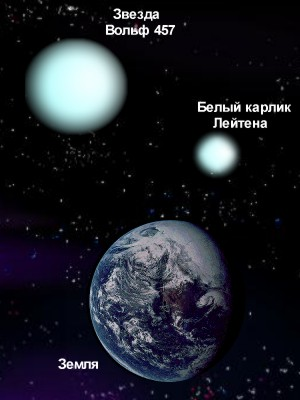 Звезда
Вольф 457
Белый карлик
Лейтена
Земля